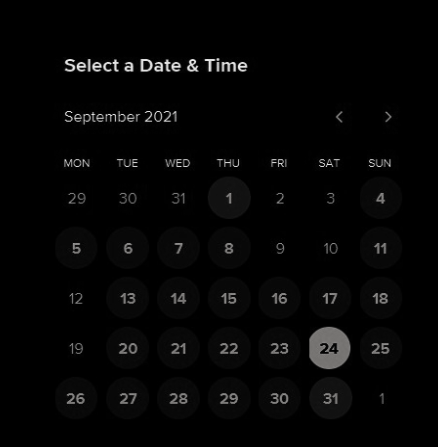 Select a Date & Time
September 2021
MON TUE WED THU FRI SAT SUN
29 30 31 1 2 3 4
5 6 7 8 9 10 11
12 13 14 15 16 17 18
19 20 21 22 23 24 25
26 27 28 29 30 31 1